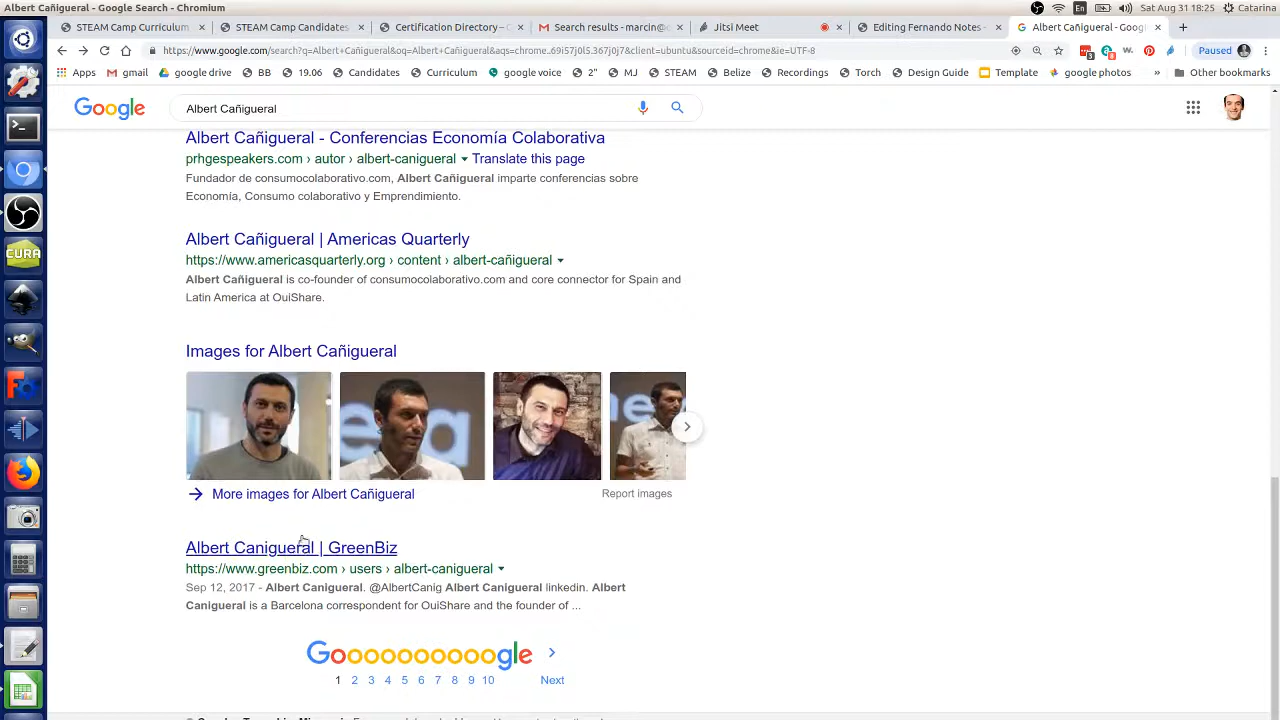 Albert Cañigueral - Google Search - Chromium
En
Sat Aug 31 18:25
Catarina
STEAM Camp Curriculum
STEAM Camp Candidates
Certification Directory – O
Search results - marcin@
Editing Fernando Notes -
Albert Cañigueral - Goog
https://www.google.com/search?q=Albert+Cañigueral&oq=Albert+Cañigueral&aqs=chrome..69i57j0l5.367j0j7&client=ubuntu&sourceid=chrome&ie=UTF-8
Paused
Apps
gmail
google drive
BB
19.06
Candidates
Curriculum
google voice
2"
MJ
STEAM
Belize
Recordings
Torch
Design Guide
Template
google photos
»
Other bookmarks
Google
Albert Cañigueral
Albert Cañigueral - Conferencias Economía Colaborativa
prhgespeakers.com › autor › albert-canigueral
Translate this page
Fundador de consumocolaborativo.com, Albert Cañigueral imparte conferencias sobre
Economía, Consumo colaborativo y Emprendimiento.
Albert Cañigueral | Americas Quarterly
https://www.americasquarterly.org › content › albert-cañigueral
Albert Cañigueral is co-founder of consumocolaborativo.com and core connector for Spain and
Latin America at OuiShare.
Images for Albert Cañigueral
More images for Albert Cañigueral
Report images
Albert Canigueral | GreenBiz
https://www.greenbiz.com › users › albert-canigueral
Sep 12, 2017 - Albert Canigueral. @AlbertCanig Albert Canigueral linkedin. Albert
Canigueral is a Barcelona correspondent for OuiShare and the founder of ...
Goooooooooogle
1 2 3 4 5 6 7 8 9 10 Next
CURA